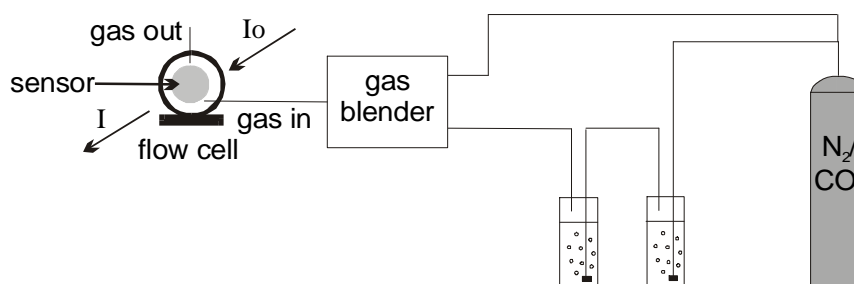 gas out
Io
sensor
I
gas in
flow cell
gas
blender
N₂/
CO